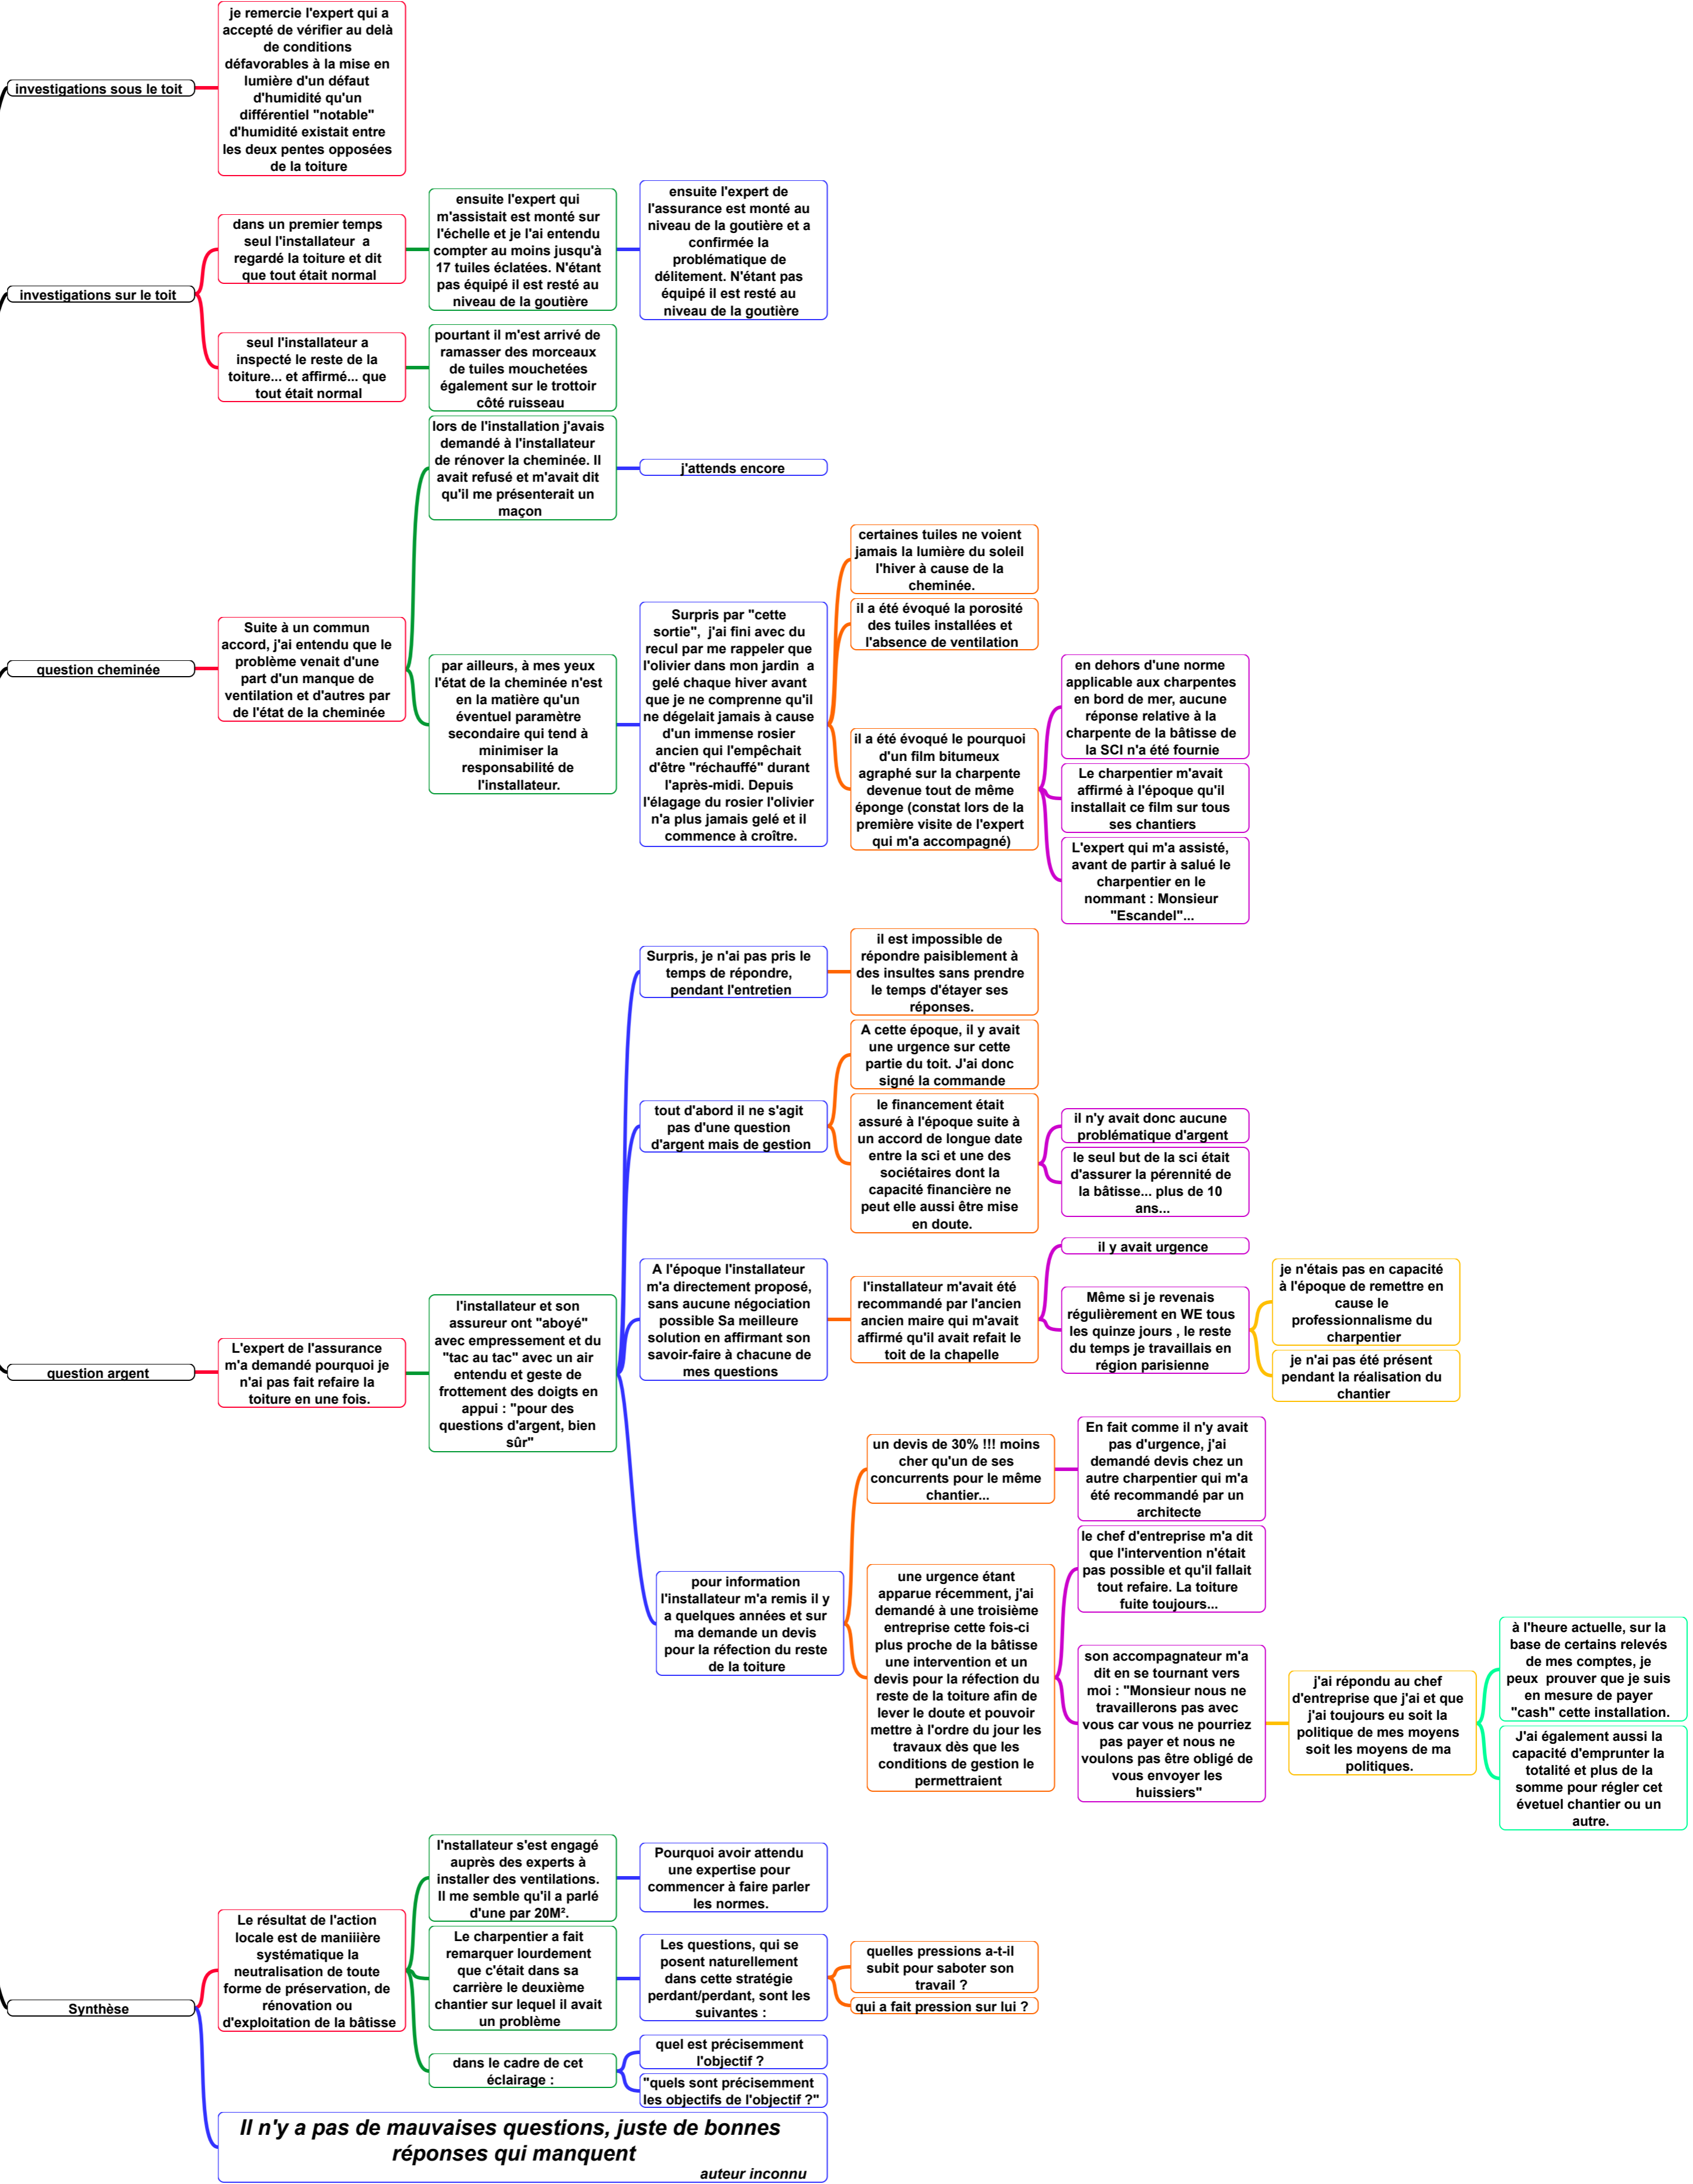 je remercie l'expert qui a
accepté de vérifier au delà
de conditions
défavorables à la mise en
lumière d'un défaut
d'humidité qu'un
différentiel "notable"
d'humidité existait entre
les deux pentes opposées
de la toiture
investigations sous le toit
investigations sur le toit
dans un premier temps
seul l'installateur a
regardé la toiture et dit
que tout était normal
ensuite l'expert qui
m'assistait est monté sur
l'échelle et je l'ai entendu
compter au moins jusqu'à
17 tuiles éclatées. N'étant
pas équipé il est resté au
niveau de la goutière
ensuite l'expert de
l'assurance est monté au
niveau de la goutière et a
confirmée la
problématique de
délitement. N'étant pas
équipé il est resté au
niveau de la goutière
seul l'installateur a
inspecté le reste de la
toiture... et affirmé... que
tout était normal
pourtant il m'est arrivé de
ramasser des morceaux
de tuiles mouchetées
également sur le trottoir
côté ruisseau
question cheminée
Suite à un commun
accord, j'ai entendu que le
problème venait d'une
part d'un manque de
ventilation et d'autres par
de l'état de la cheminée
lors de l'installation j'avais
demandé à l'installateur
de rénover la cheminée. Il
avait refusé et m'avait dit
qu'il me présenterait un
maçon
j'attends encore
par ailleurs, à mes yeux
l'état de la cheminée n'est
en la matière qu'un
éventuel paramètre
secondaire qui tend à
minimiser la
responsabilité de
l'installateur.
Surpris par "cette
sortie", j'ai fini avec du
recul par me rappeler que
l'olivier dans mon jardin a
gelé chaque hiver avant
que je ne comprenne qu'il
ne dégelait jamais à cause
d'un immense rosier
ancien qui l'empêchait
d'être "réchauffé" durant
l'après-midi. Depuis
l'élagage du rosier l'olivier
n'a plus jamais gelé et il
commence à croître.
certaines tuiles ne voient
jamais la lumière du soleil
l'hiver à cause de la
cheminée.
il a été évoqué la porosité
des tuiles installées et
l'absence de ventilation
il a été évoqué le pourquoi
d'un film bitumeux
agraphé sur la charpente
devenue tout de même
éponge (constat lors de la
première visite de l'expert
qui m'a accompagné)
en dehors d'une norme
applicable aux charpentes
en bord de mer, aucune
réponse relative à la
charpente de la bâtisse de
la SCI n'a été fournie
Le charpentier m'avait
affirmé à l'époque qu'il
installait ce film sur tous
ses chantiers
L'expert qui m'a assisté,
avant de partir à salué le
charpentier en le
nommant : Monsieur
"Escandel"...
question argent
L'expert de l'assurance
m'a demandé pourquoi je
n'ai pas fait refaire la
toiture en une fois.
l'installateur et son
assureur ont "aboyé"
avec empressement et du
"tac au tac" avec un air
entendu et geste de
frottement des doigts en
appui : "pour des
questions d'argent, bien
sûr"
Surpris, je n'ai pas pris le
temps de répondre,
pendant l'entretien
il est impossible de
répondre paisiblement à
des insultes sans prendre
le temps d'étayer ses
réponses.
tout d'abord il ne s'agit
pas d'une question
d'argent mais de gestion
A cette époque, il y avait
une urgence sur cette
partie du toit. J'ai donc
signé la commande
le financement était
assuré à l'époque suite à
un accord de longue date
entre la sci et une des
sociétaires dont la
capacité financière ne
peut elle aussi être mise
en doute.
il n'y avait donc aucune
problématique d'argent
le seul but de la sci était
d'assurer la pérennité de
la bâtisse... plus de 10
ans...
A l'époque l'installateur
m'a directement proposé,
sans aucune négociation
possible Sa meilleure
solution en affirmant son
savoir-faire à chacune de
mes questions
l'installateur m'avait été
recommandé par l'ancien
ancien maire qui m'avait
affirmé qu'il avait refait le
toit de la chapelle
il y avait urgence
Même si je revenais
régulièrement en WE tous
les quinze jours , le reste
du temps je travaillais en
région parisienne
je n'étais pas en capacité
à l'époque de remettre en
cause le
professionnalisme du
charpentier
je n'ai pas été présent
pendant la réalisation du
chantier
pour information
l'installateur m'a remis il y
a quelques années et sur
ma demande un devis
pour la réfection du reste
de la toiture
un devis de 30% !!! moins
cher qu'un de ses
concurrents pour le même
chantier...
En fait comme il n'y avait
pas d'urgence, j'ai
demandé devis chez un
autre charpentier qui m'a
été recommandé par un
architecte
une urgence étant
apparue récemment, j'ai
demandé à une troisième
entreprise cette fois-ci
plus proche de la bâtisse
une intervention et un
devis pour la réfection du
reste de la toiture afin de
lever le doute et pouvoir
mettre à l'ordre du jour les
travaux dès que les
conditions de gestion le
permettraient
le chef d'entreprise m'a dit
que l'intervention n'était
pas possible et qu'il fallait
tout refaire. La toiture
fuite toujours...
son accompagnateur m'a
dit en se tournant vers
moi : "Monsieur nous ne
travaillerons pas avec
vous car vous ne pourriez
pas payer et nous ne
voulons pas être obligé de
vous envoyer les
huissiers"
j'ai répondu au chef
d'entreprise que j'ai et que
j'ai toujours eu soit la
politique de mes moyens
soit les moyens de ma
politiques.
à l'heure actuelle, sur la
base de certains relevés
de mes comptes, je
peux prouver que je suis
en mesure de payer
"cash" cette installation.
J'ai également aussi la
capacité d'emprunter la
totalité et plus de la
somme pour régler cet
évetuel chantier ou un
autre.
Synthèse
Le résultat de l'action
locale est de maniiière
systématique la
neutralisation de toute
forme de préservation, de
rénovation ou
d'exploitation de la bâtisse
l'nstallateur s'est engagé
auprès des experts à
installer des ventilations.
Il me semble qu'il a parlé
d'une par 20M².
Pourquoi avoir attendu
une expertise pour
commencer à faire parler
les normes.
Le charpentier a fait
remarquer lourdement
que c'était dans sa
carrière le deuxième
chantier sur lequel il avait
un problème
Les questions, qui se
posent naturellement
dans cette stratégie
perdant/perdant, sont les
suivantes :
quelles pressions a-t-il
subit pour saboter son
travail ?
qui a fait pression sur lui ?
dans le cadre de cet
éclairage :
quel est précisemment
l'objectif ?
"quels sont précisemment
les objectifs de l'objectif ?"
Il n'y a pas de mauvaises questions, juste de bonnes
réponses qui manquent
auteur inconnu